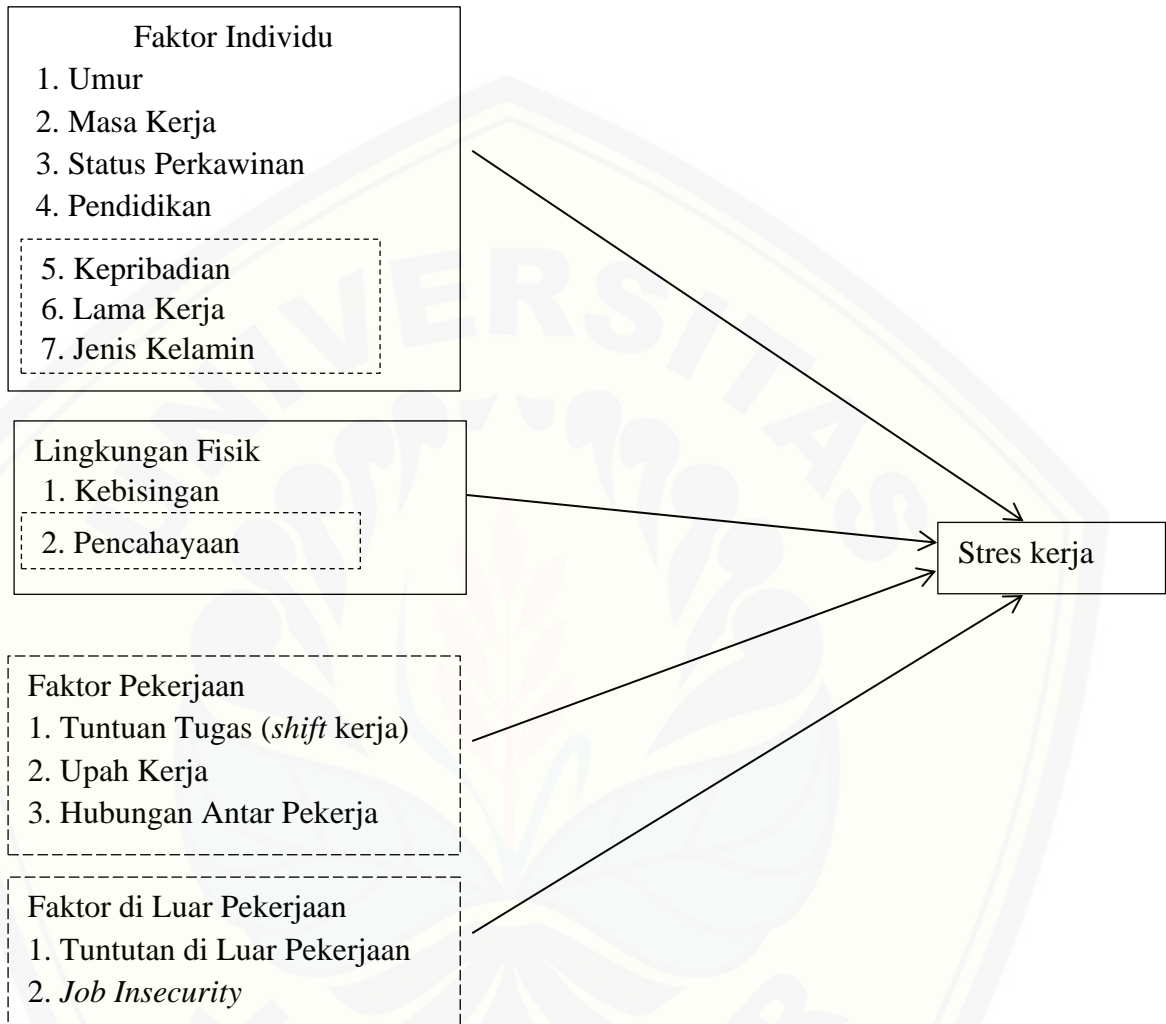 Faktor Individu
1. Umur
2. Masa Kerja
3. Status Perkawinan
4. Pendidikan
5. Kepribadian
6. Lama Kerja
7. Jenis Kelamin
Lingkungan Fisik
1. Kebisingan
2. Pencahayaan
Stres kerja
Faktor Pekerjaan
1. Tuntuan Tugas (shift kerja)
2. Upah Kerja
3. Hubungan Antar Pekerja
Faktor di Luar Pekerjaan
1. Tuntutan di Luar Pekerjaan
2. Job Insecurity
UNIVERSITAS